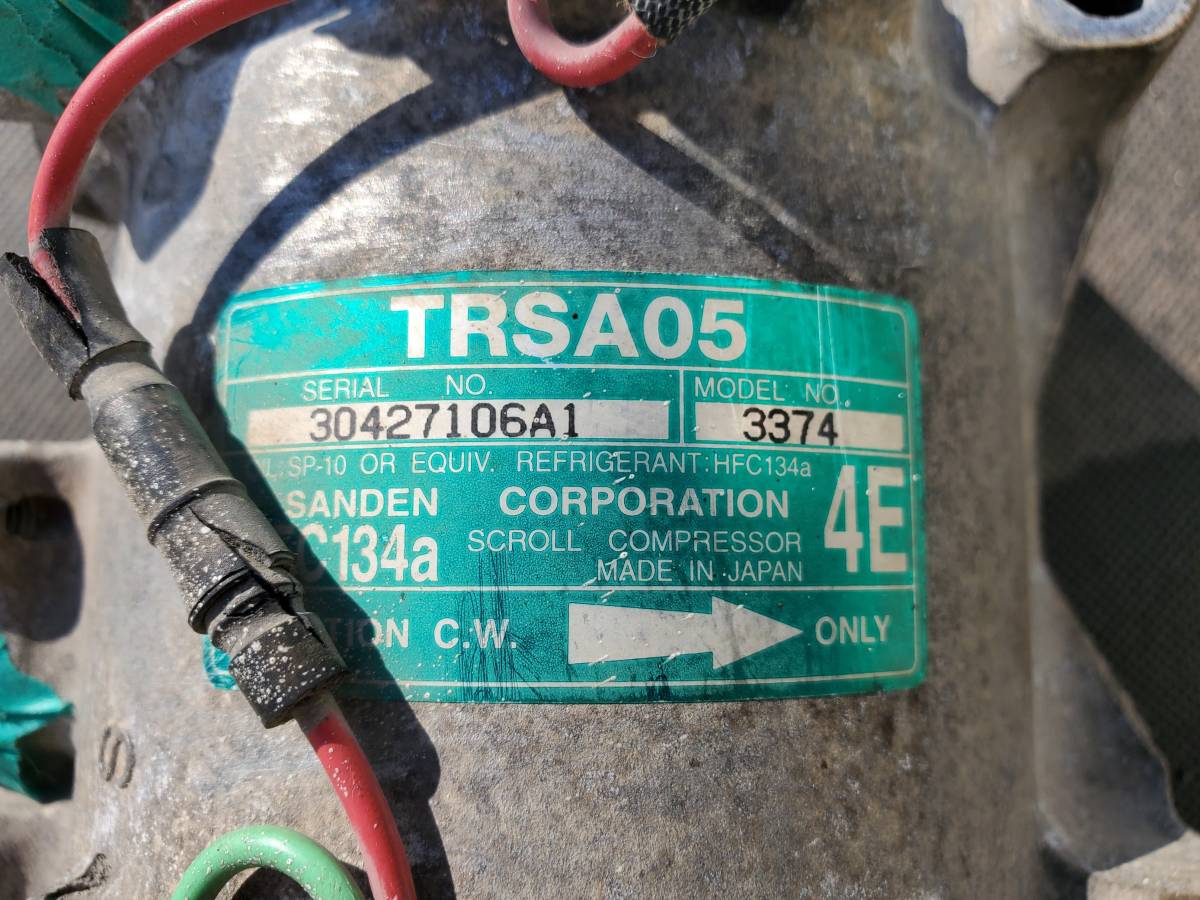 TRSA05
SERIAL NO.
MODEL NO.
30427106A1
3374
SP-10 OR EQUIV. REFRIGERANT:HFC134a
SANDEN CORPORATION
4E
C134a
SCROLL COMPRESSOR
MADE IN JAPAN
TION C.W.
ONLY
S